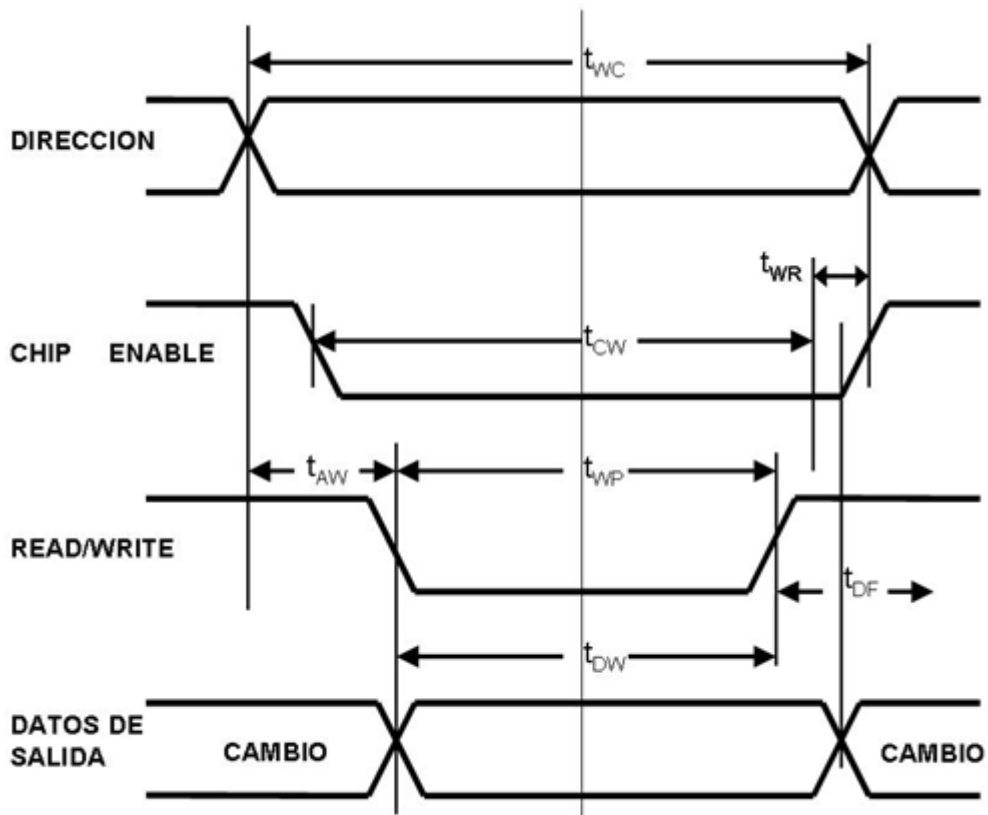 tWC
DIRECCION
tWR
tCW
CHIP ENABLE
tAW
tWP
READ/WRITE
tDF
tDW
DATOS DE
SALIDA
CAMBIO
CAMBIO